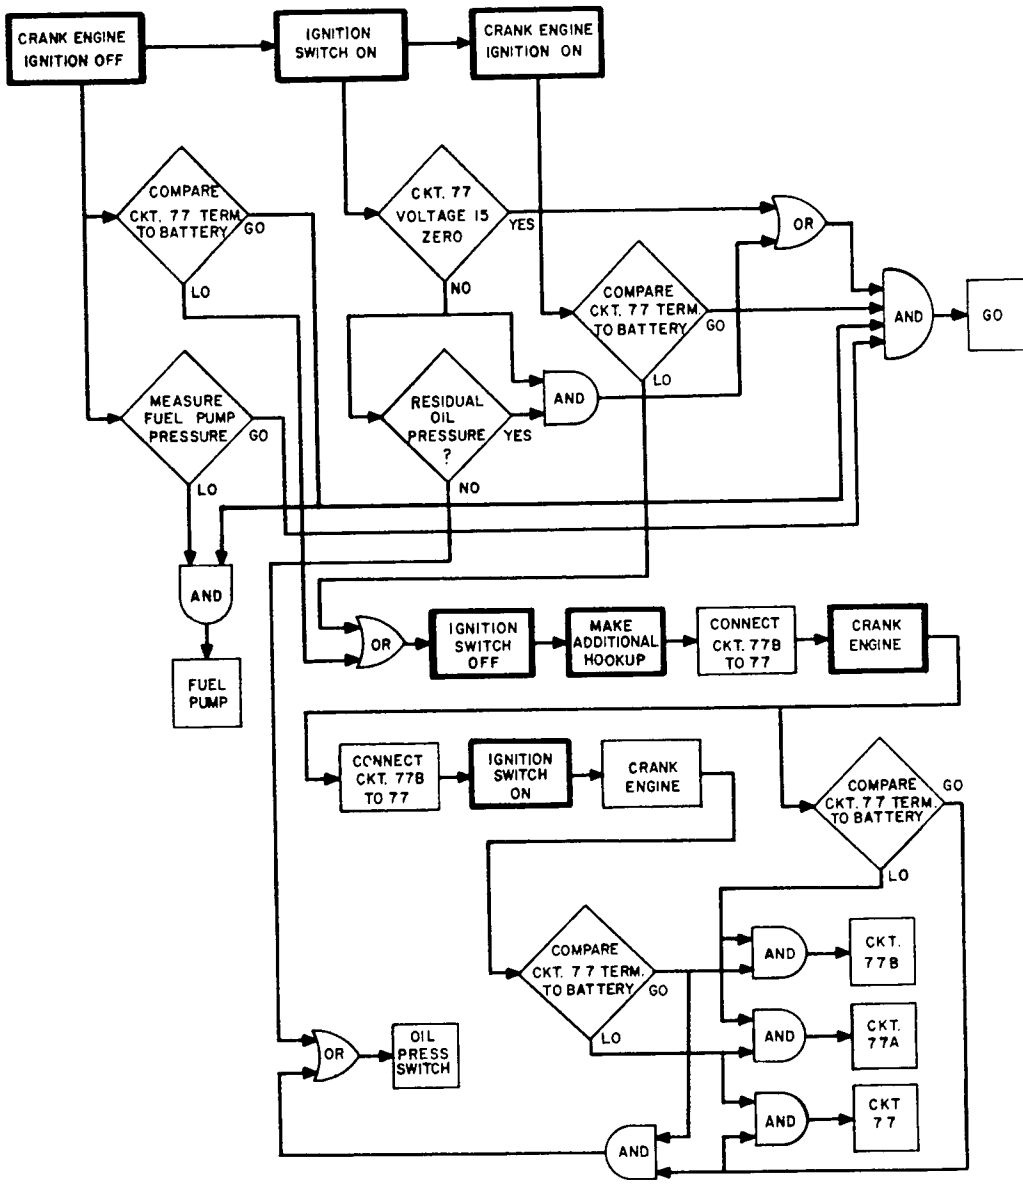 CRANK ENGINE
IGNITION OFF
IGNITION
SWITCH ON
CRANK ENGINE
IGNITION ON
COMPARE
CKT. 77 TERM.
TO BATTERY
GO
LO
CKT. 77
VOLTAGE IS
ZERO
YES
NO
OR
COMPARE
CKT. 77 TERM.
TO BATTERY
GO
LO
AND
GO
MEASURE
FUEL PUMP
PRESSURE
GO
LO
RESIDUAL
OIL
PRESSURE
?
YES
NO
AND
AND
FUEL
PUMP
OR
IGNITION
SWITCH
OFF
MAKE
ADDITIONAL
HOOKUP
CONNECT
CKT. 77B
TO 77
CRANK
ENGINE
CONNECT
CKT. 77B
TO 77
IGNITION
SWITCH
ON
CRANK
ENGINE
COMPARE
CKT. 77 TERM.
TO BATTERY
GO
LO
COMPARE
CKT. 77 TERM.
TO BATTERY
GO
LO
AND
CKT.
77B
AND
CKT.
77A
AND
CKT
77
OR
OIL
PRESS
SWITCH
AND